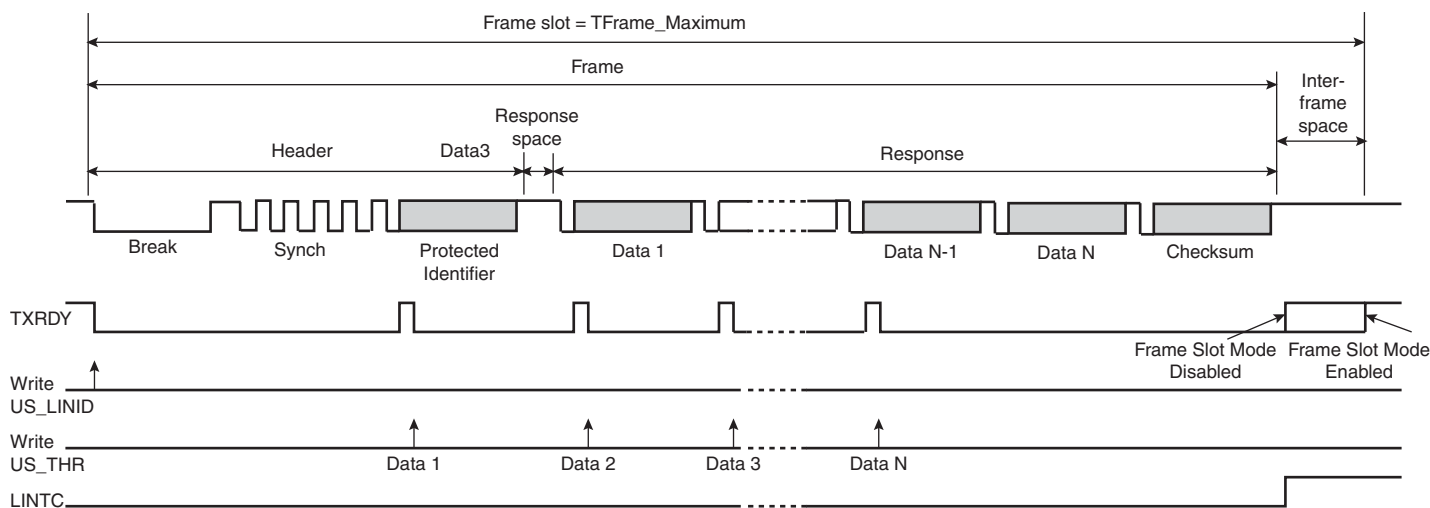 Frame slot = TFrame_Maximum
Frame
Inter-
frame
space
Response
space
Header
Data3
Response
Break
Synch
Protected
Identifier
Data 1
Data N-1
Data N
Checksum
TXRDY
Frame Slot Mode
Disabled
Frame Slot Mode
Enabled
Write
US_LINID
Write
US_THR
Data 1
Data 2
Data 3
Data N
LINTC